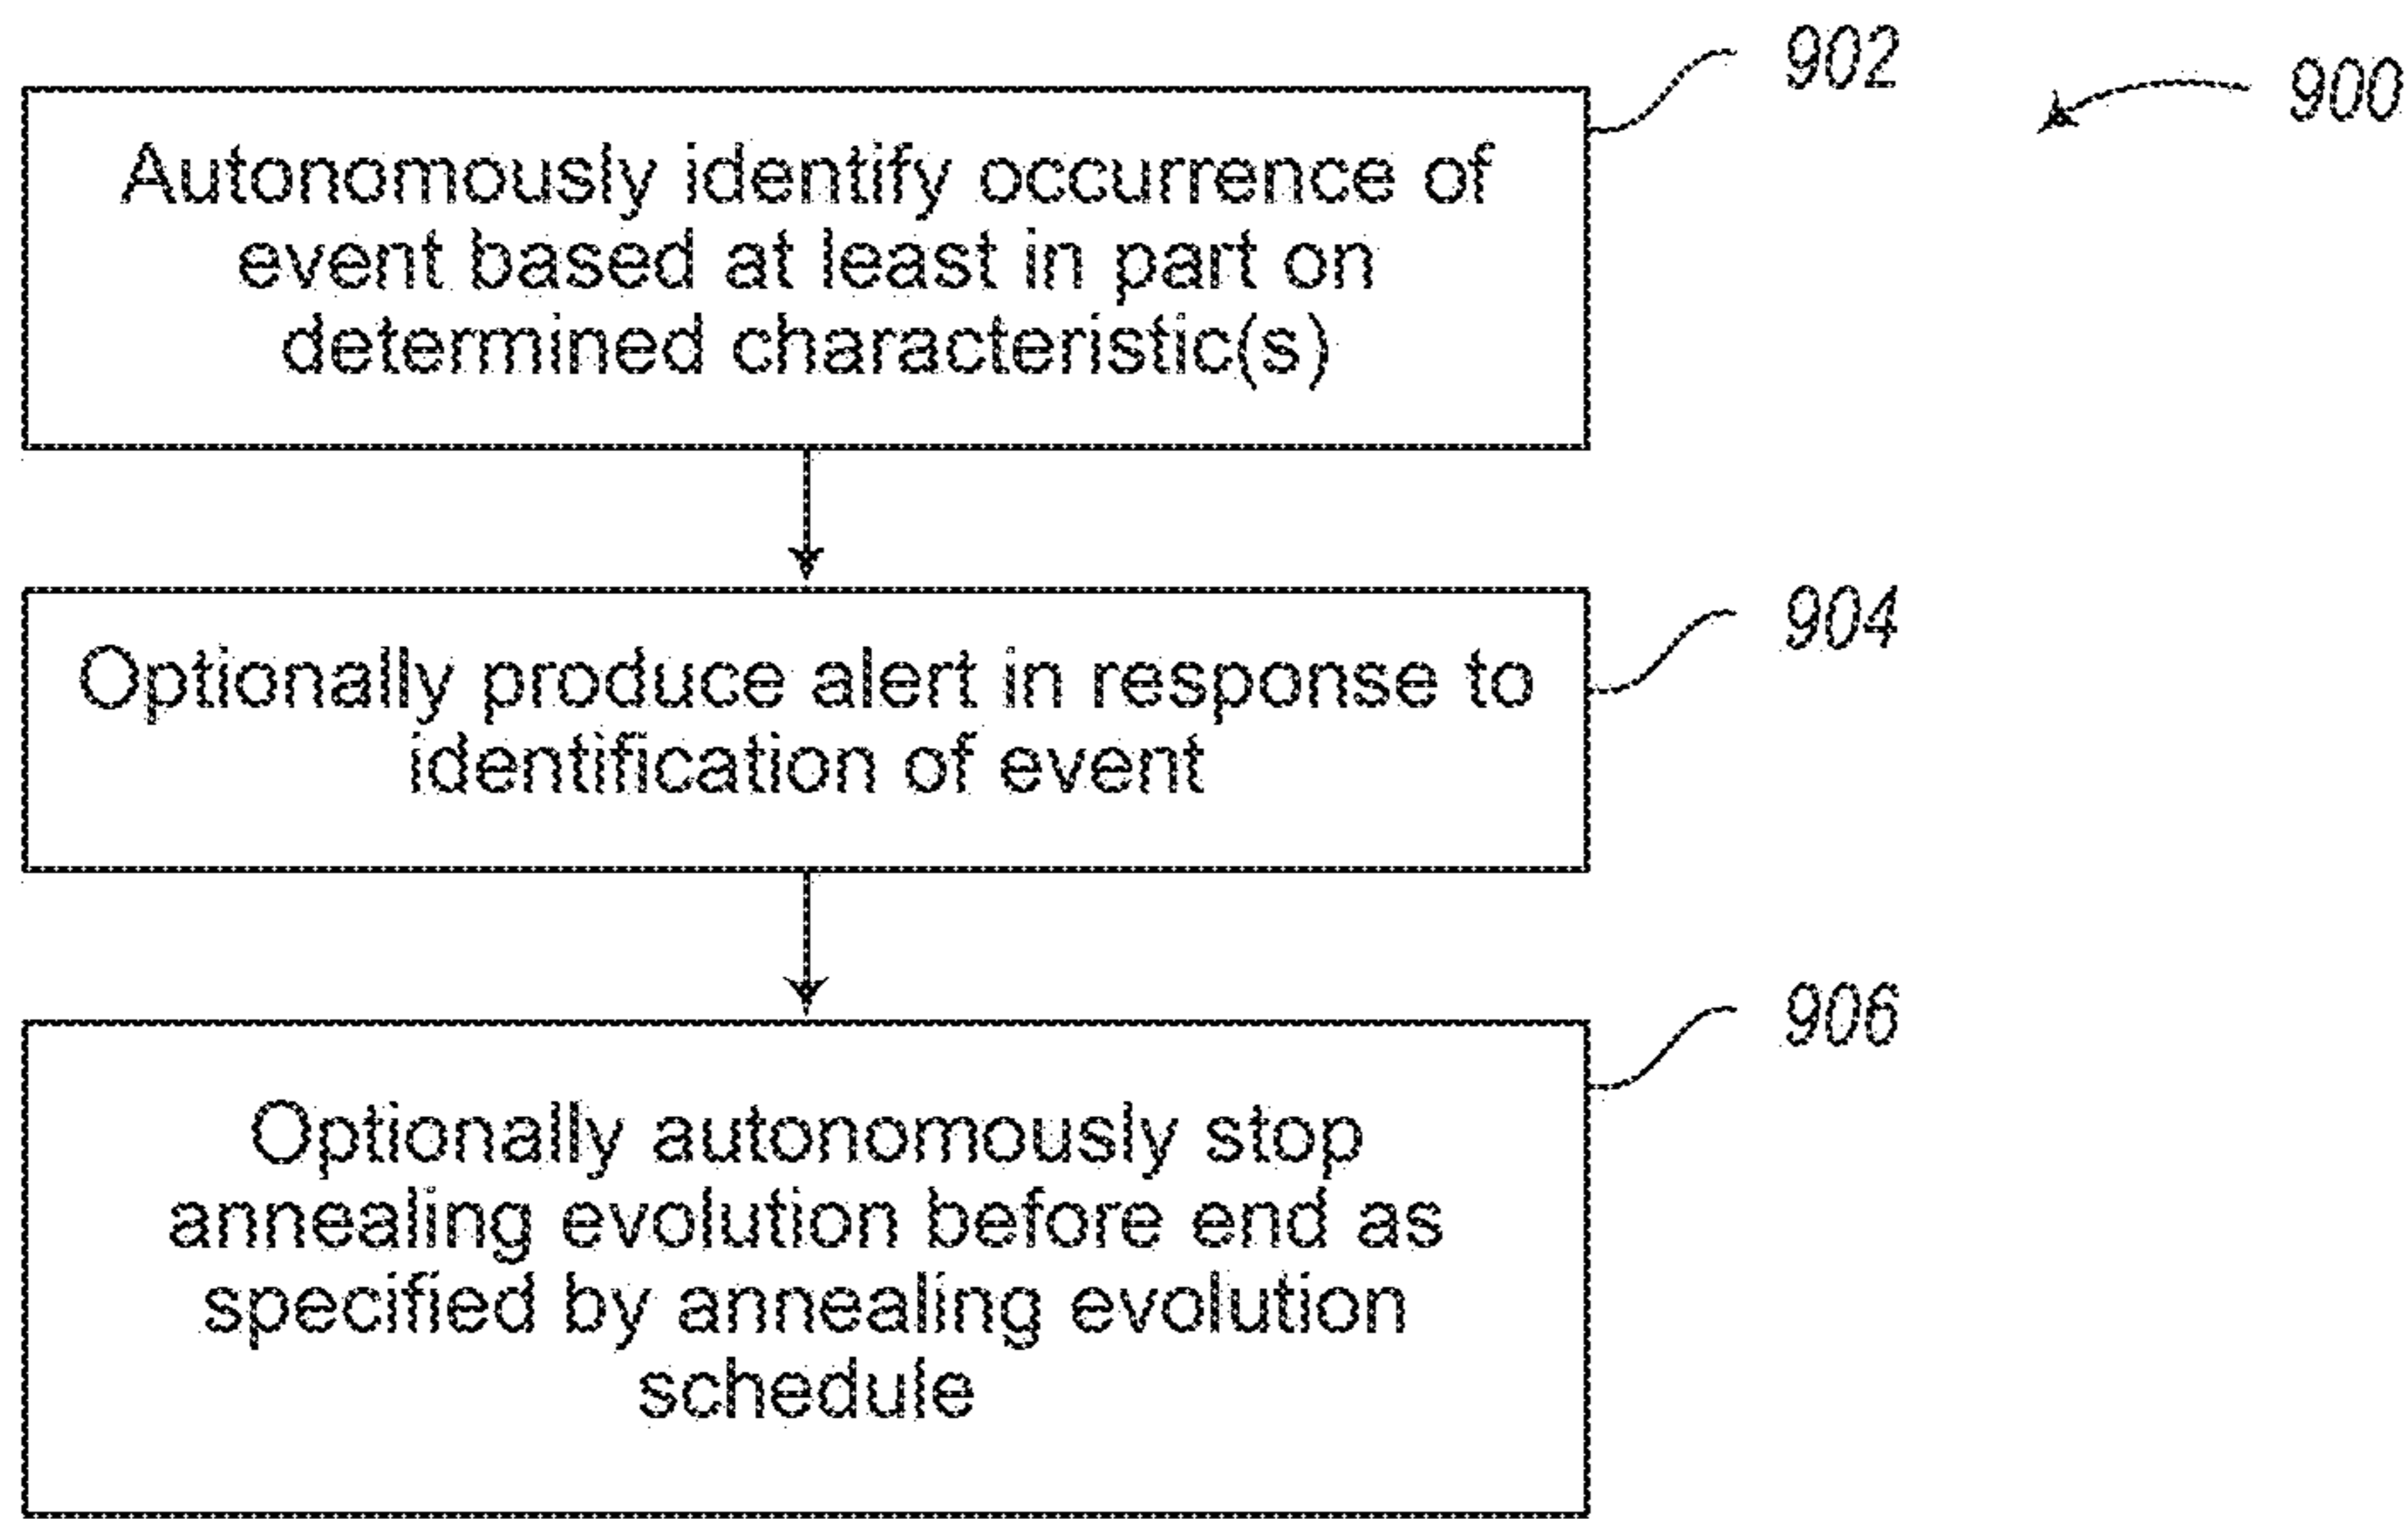 902
900
Autonomously identify occurrence of
event based at least in part on
determined characteristic(s)
904
Optionally produce alert in response to
identification of event
906
Optionally autonomously stop
annealing evolution before end as
specified by annealing evolution
schedule